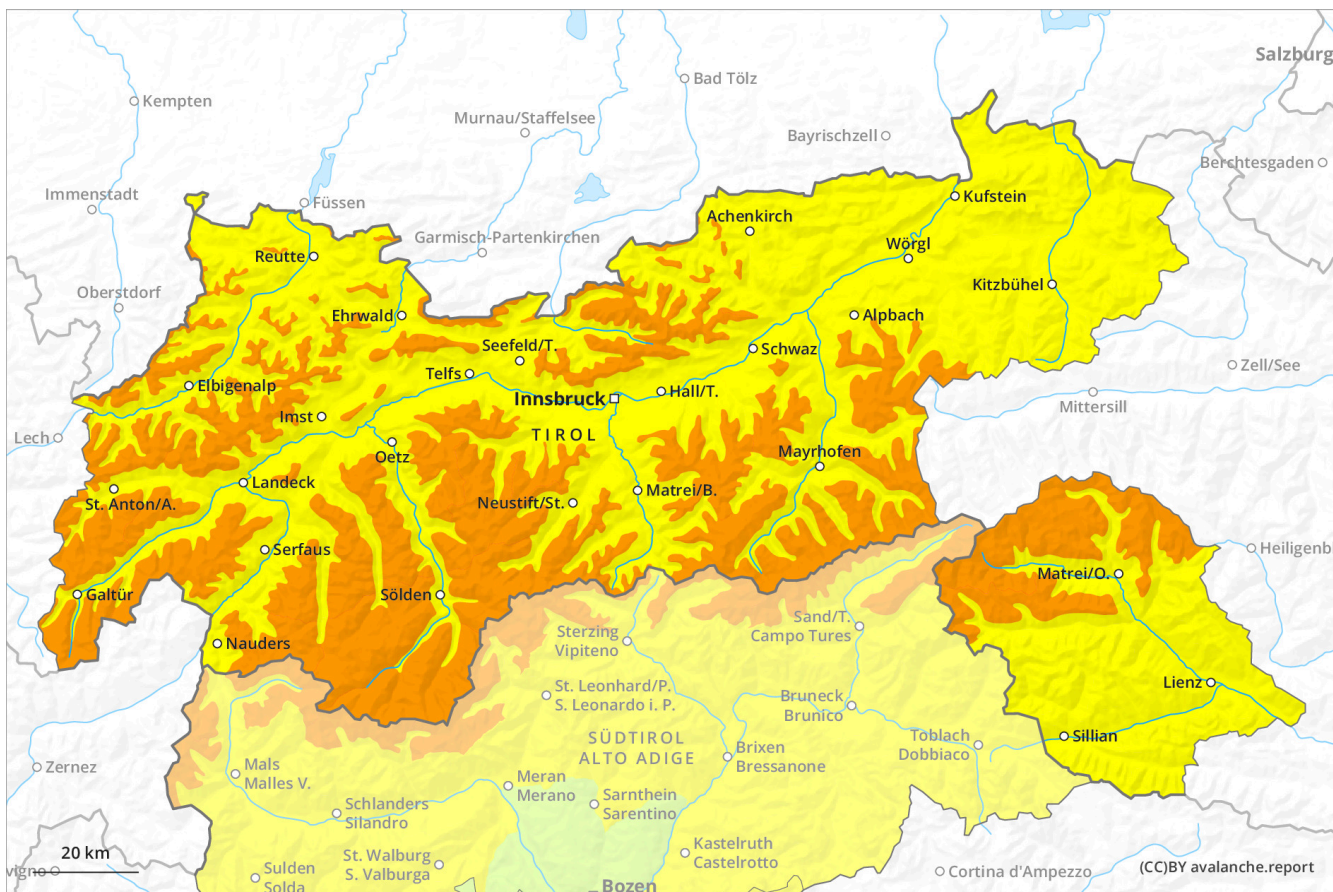 Salzburg
Bad Tölz
Kempten
Murnau/Staffelsee
Bayrischzell
Berchtesgaden
Immenstadt
Füssen
Kufstein
Achenkirch
Garmisch-Partenkirchen
Wörgl
Reutte
Kitzbühel
Oberstdorf
Ehrwald
Alpbach
Seefeld/T.
Schwaz
Zell/See
Telfs
Elbigenalp
Hall/T.
Innsbruck
Mittersill
Imst
Lech
TIROL
Oetz
Mayrhofen
Landeck
Matrei/B.
St. Anton/A.
Neustift/St.
Serfaus
Heiligenb
Matrei/O.
Galtür
Sölden
Sand/T.
Campo Tures
Sterzing
Vipiteno
Nauders
Lienz
St. Leonhard/P.
S. Leonardo i. P.
Bruneck
Brunico
Sillian
SÜDTIROL
ALTO ADIGE
Toblach
Dobbiaco
Brixen
Bressanone
Zernez
Mals
Malles V.
Meran
Merano
Sarnthein
Sarentino
Schlanders
Silandro
Kastelruth
Castelrotto
20 km
St. Walburg
S. Valburga
vigno
Sulden
Solda
Cortina d'Ampezzo
(CC)BY avalanche.report
Bozen